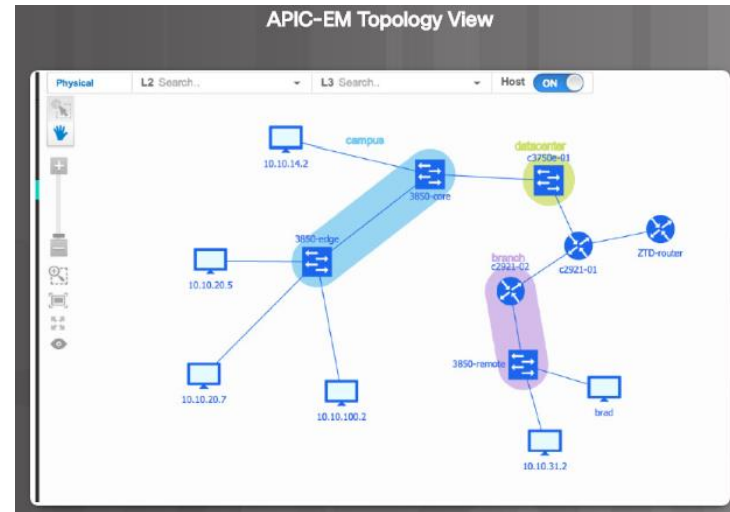 APIC-EM Topology View
Physical L2 Search.. L3 Search.. Host ON
campus
datacenter
c3750e-01
10.10.14.2
3850-core
3850-edge
ZTD-router
branch
c2921-02
c2921-01
10.10.20.5
3850-remote
10.10.20.7
10.10.100.2
brad
10.10.31.2